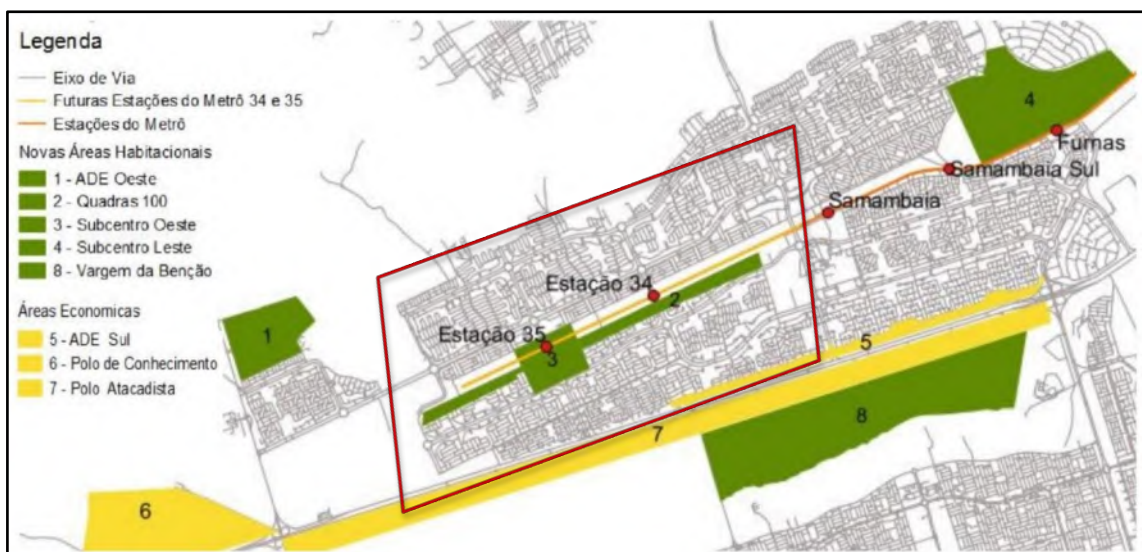 Legenda
Eixo de Via
Futuras Estações do Metrô 34 e 35
Estações do Metrô
Novas Áreas Habitacionais
1 - ADE Oeste
2 - Quadras 100
3 - Subcentro Oeste
4 - Subcentro Leste
8 - Vargem da Benção
Áreas Economicas
5 - ADE Sul
6 - Polo de Conhecimento
7 - Polo Atacadista
4
Furnas
Samambaia Sul
Samambaia
Estação 34
2
Estação 35
3
1
5
8
7
6